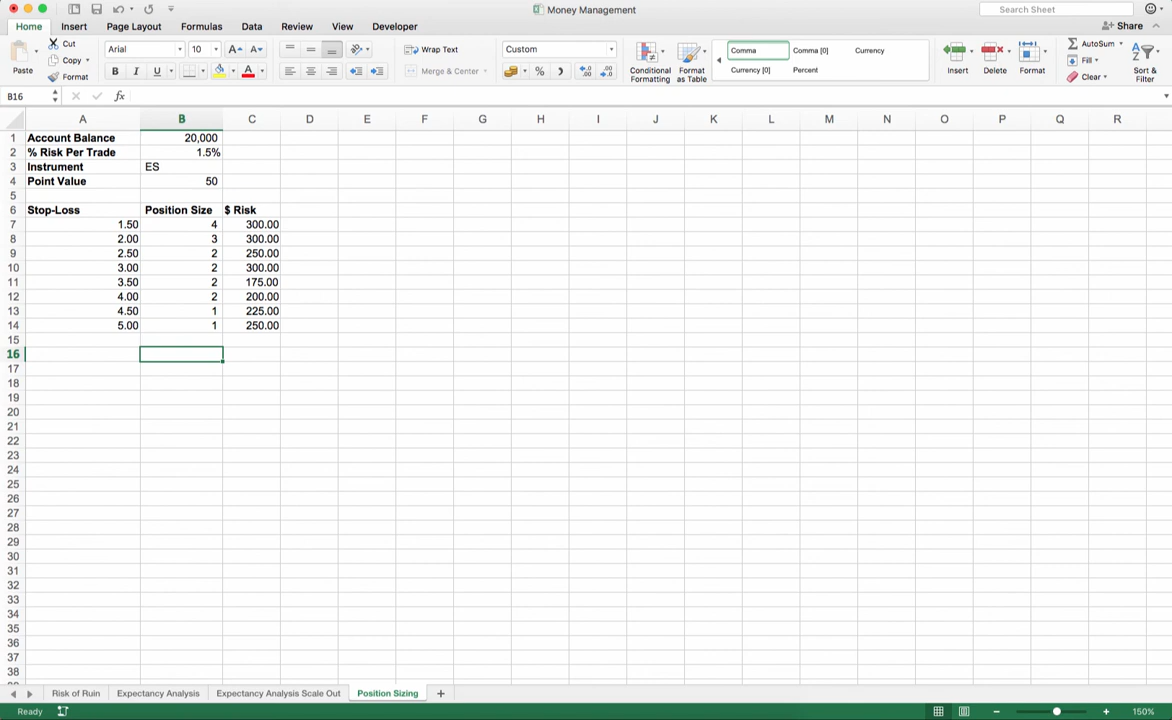 Money Management
Search Sheet
Home Insert Page Layout Formulas Data Review View Developer
Share
Paste
Cut
Copy
Format
Arial 10
A A
B I U A
Wrap Text
Merge & Center
Custom
%
Conditional Formatting
Format as Table
Comma Comma [0] Currency
Currency [0] Percent
Insert Delete Format
AutoSum
Fill
Clear
Sort & Filter
B16 fx
A B C D E F G H I J K L M N O P Q R
1 Account Balance 20,000
2 % Risk Per Trade 1.5%
3 Instrument ES
4 Point Value 50
5
6 Stop-Loss Position Size $ Risk
7 1.50 4 300.00
8 2.00 3 300.00
9 2.50 2 250.00
10 3.00 2 300.00
11 3.50 2 175.00
12 4.00 2 200.00
13 4.50 1 225.00
14 5.00 1 250.00
15
16
17
18
19
20
21
22
23
24
25
26
27
28
29
30
31
32
33
34
35
36
37
38
Risk of Ruin Expectancy Analysis Expectancy Analysis Scale Out Position Sizing +
Ready
150%